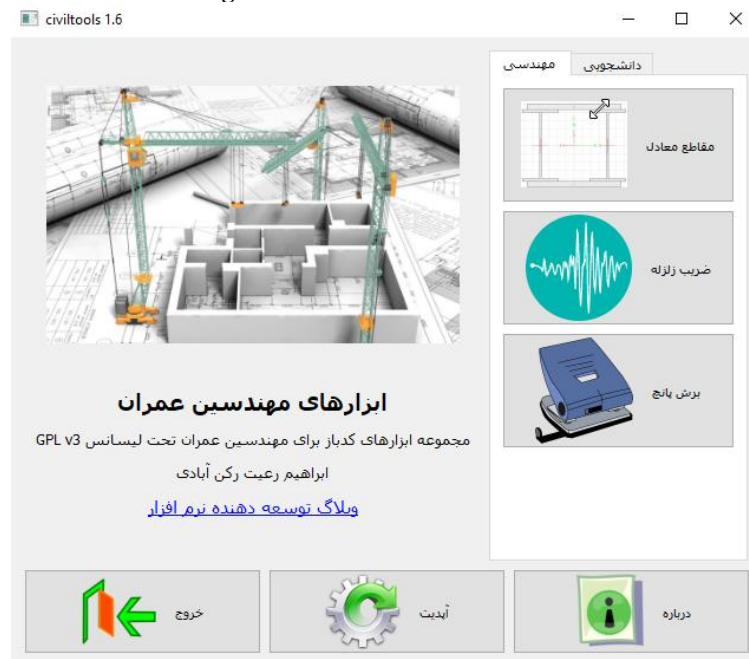 civiltools 1.6
مهندسی
دانشجویی
مقاطع معادل
ضریب زلزله
برش پانچ
ابزارهای مهندسین عمران
مجموعه ابزارهای کدباز برای مهندسین عمران تحت لیسانس GPL v3
ابراهیم رعیت رکن آبادی
وبلاگ توسعه دهنده نرم افزار
خروج
آپدیت
درباره